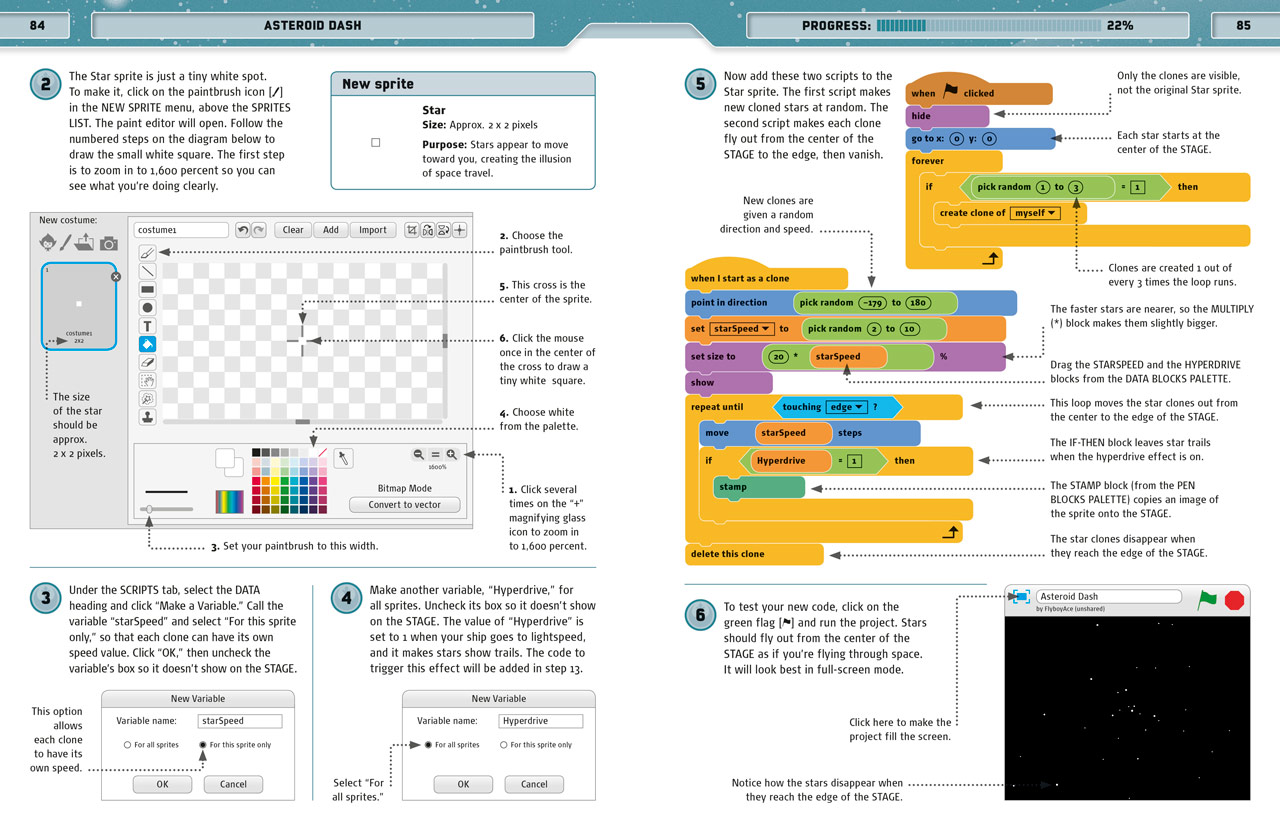 84
ASTEROID DASH
PROGRESS:
22%
85
2
The Star sprite is just a tiny white spot.
To make it, click on the paintbrush icon [/]
in the NEW SPRITE menu, above the SPRITES
LIST. The paint editor will open. Follow the
numbered steps on the diagram below to
draw the small white square. The first step
is to zoom in to 1,600 percent so you can
see what you're doing clearly.
New sprite
Star
Size: Approx. 2 x 2 pixels
Purpose: Stars appear to move
toward you, creating the illusion
of space travel.
New costume:
costume1
Clear
Add
Import
1
costume1
2X2
T
The size
of the star
should be
approx.
2 x 2 pixels.
2. Choose the
paintbrush tool.
5. This cross is the
center of the sprite.
6. Click the mouse
once in the center of
the cross to draw a
tiny white square.
4. Choose white
from the palette.
1600%
Bitmap Mode
Convert to vector
1. Click several
times on the "+"
magnifying glass
icon to zoom in
to 1,600 percent.
3. Set your paintbrush to this width.
3
Under the SCRIPTS tab, select the DATA
heading and click "Make a Variable." Call the
variable "starSpeed" and select "For this sprite
only," so that each clone can have its own
speed value. Click "OK," then uncheck the
variable's box so it doesn't show on the STAGE.
This option
allows
each clone
to have its
own speed.
New Variable
Variable name:
starSpeed
For all sprites
For this sprite only
OK
Cancel
4
Make another variable, "Hyperdrive," for
all sprites. Uncheck its box so it doesn't show
on the STAGE. The value of "Hyperdrive" is
set to 1 when your ship goes to lightspeed,
and it makes stars show trails. The code to
trigger this effect will be added in step 13.
Select "For
all sprites."
New Variable
Variable name:
Hyperdrive
For all sprites
For this sprite only
OK
Cancel
5
Now add these two scripts to the
Star sprite. The first script makes
new cloned stars at random. The
second script makes each clone
fly out from the center of the
STAGE to the edge, then vanish.
when clicked
hide
go to x: 0 y: 0
forever
if pick random 1 to 3 = 1 then
create clone of myself
Only the clones are visible,
not the original Star sprite.
Each star starts at the
center of the STAGE.
Clones are created 1 out of
every 3 times the loop runs.
New clones are
given a random
direction and speed.
when I start as a clone
point in direction pick random -179 to 180
set starSpeed to pick random 2 to 10
set size to 20 * starSpeed %
show
repeat until touching edge ?
move starSpeed steps
if Hyperdrive = 1 then
stamp
delete this clone
The faster stars are nearer, so the MULTIPLY
(*) block makes them slightly bigger.
Drag the STARSPEED and the HYPERDRIVE
blocks from the DATA BLOCKS PALETTE.
This loop moves the star clones out from
the center to the edge of the STAGE.
The IF-THEN block leaves star trails
when the hyperdrive effect is on.
The STAMP block (from the PEN
BLOCKS PALETTE) copies an image of
the sprite onto the STAGE.
The star clones disappear when
they reach the edge of the STAGE.
6
To test your new code, click on the
green flag [⚑] and run the project. Stars
should fly out from the center of the
STAGE as if you're flying through space.
It will look best in full-screen mode.
Click here to make the
project fill the screen.
Notice how the stars disappear when
they reach the edge of the STAGE.
Asteroid Dash
by FlyboyAce (unshared)